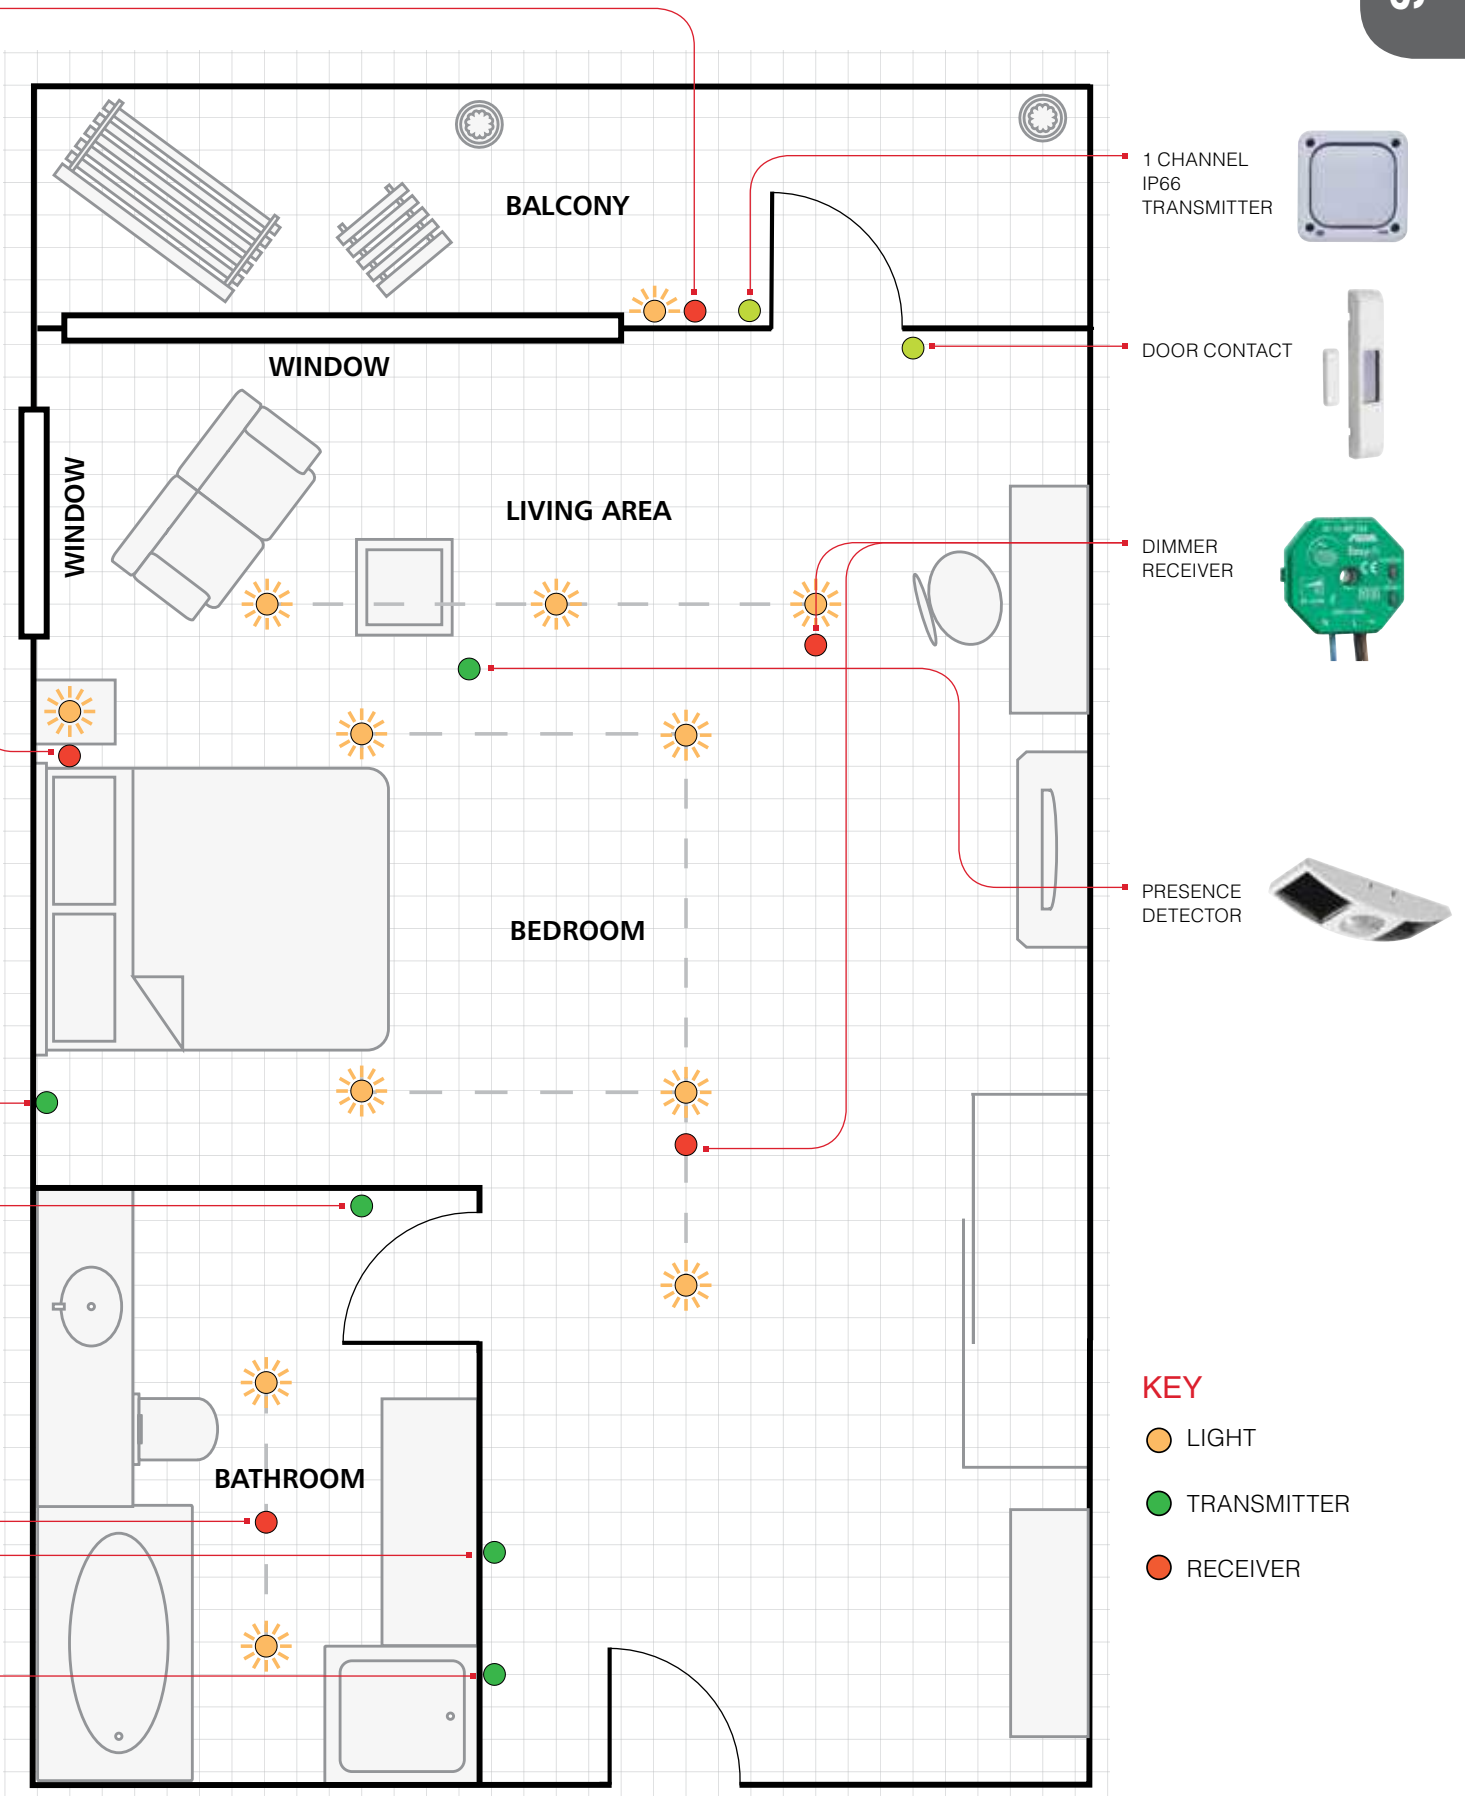 BALCONY
1 CHANNEL
IP66
TRANSMITTER
WINDOW
DOOR CONTACT
WINDOW
LIVING AREA
DIMMER
RECEIVER
BEDROOM
PRESENCE
DETECTOR
BATHROOM
KEY
LIGHT
TRANSMITTER
RECEIVER